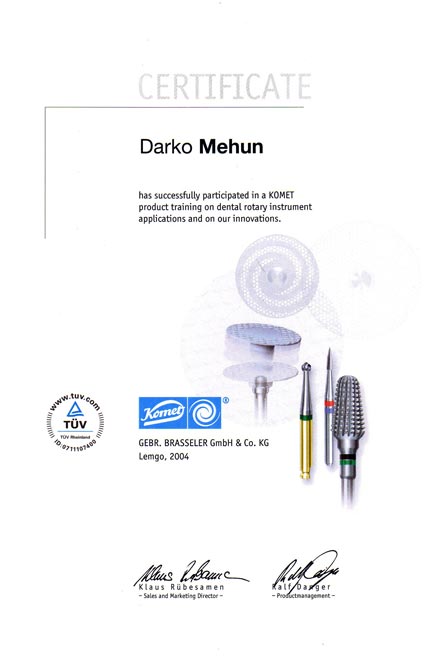 CERTIFICATE
Darko Mehun
has successfully participated in a KOMET
product training on dental rotary instrument
applications and on our innovations.
www.tuv.com
TÜV
TÜV Rheinland
ID:0711107400
Komet ®
GEBR. BRASSELER GmbH & Co. KG
Lemgo, 2004
Klaus Rübesamen
– Sales and Marketing Director –
Ralf Danger
– Productmanagement –